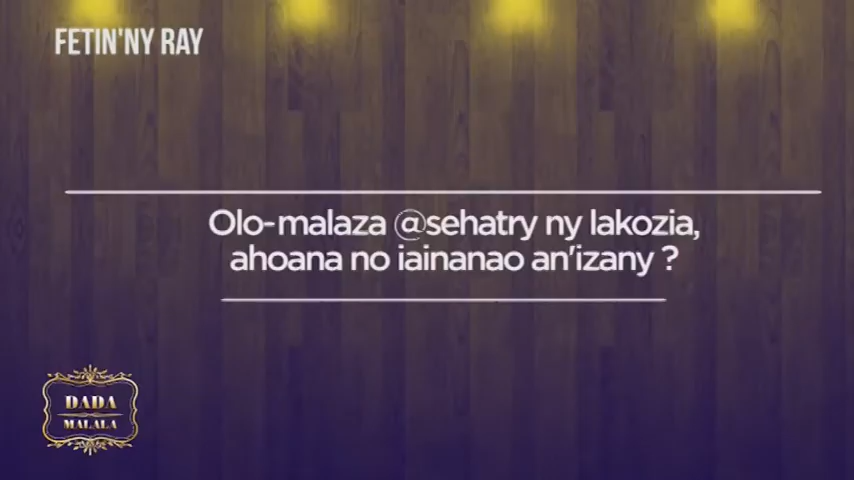 FETIN'NY RAY
Olo-malaza @sehatry ny lakozia,
ahoana no iainanao an'izany ?
DADA
MALALA